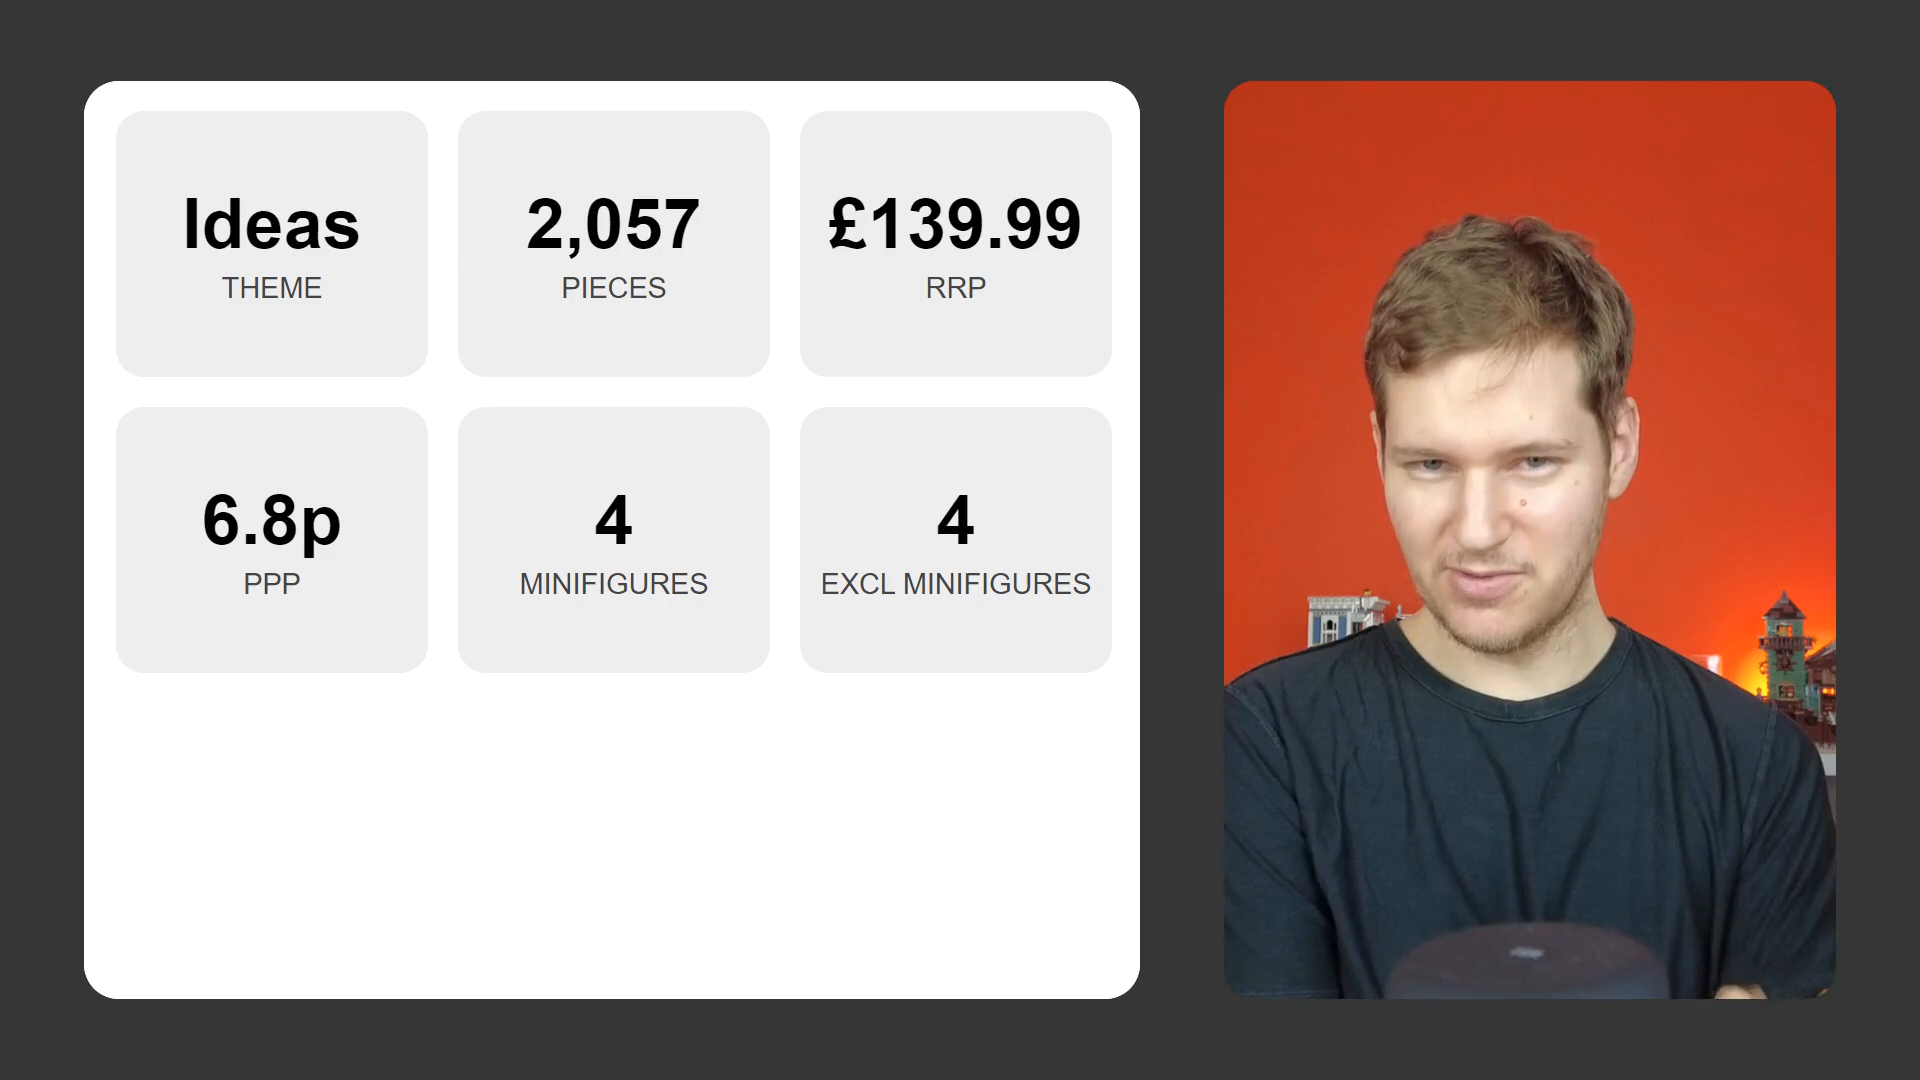 Ideas
THEME
2,057
PIECES
£139.99
RRP
6.8p
PPP
4
MINIFIGURES
4
EXCL MINIFIGURES